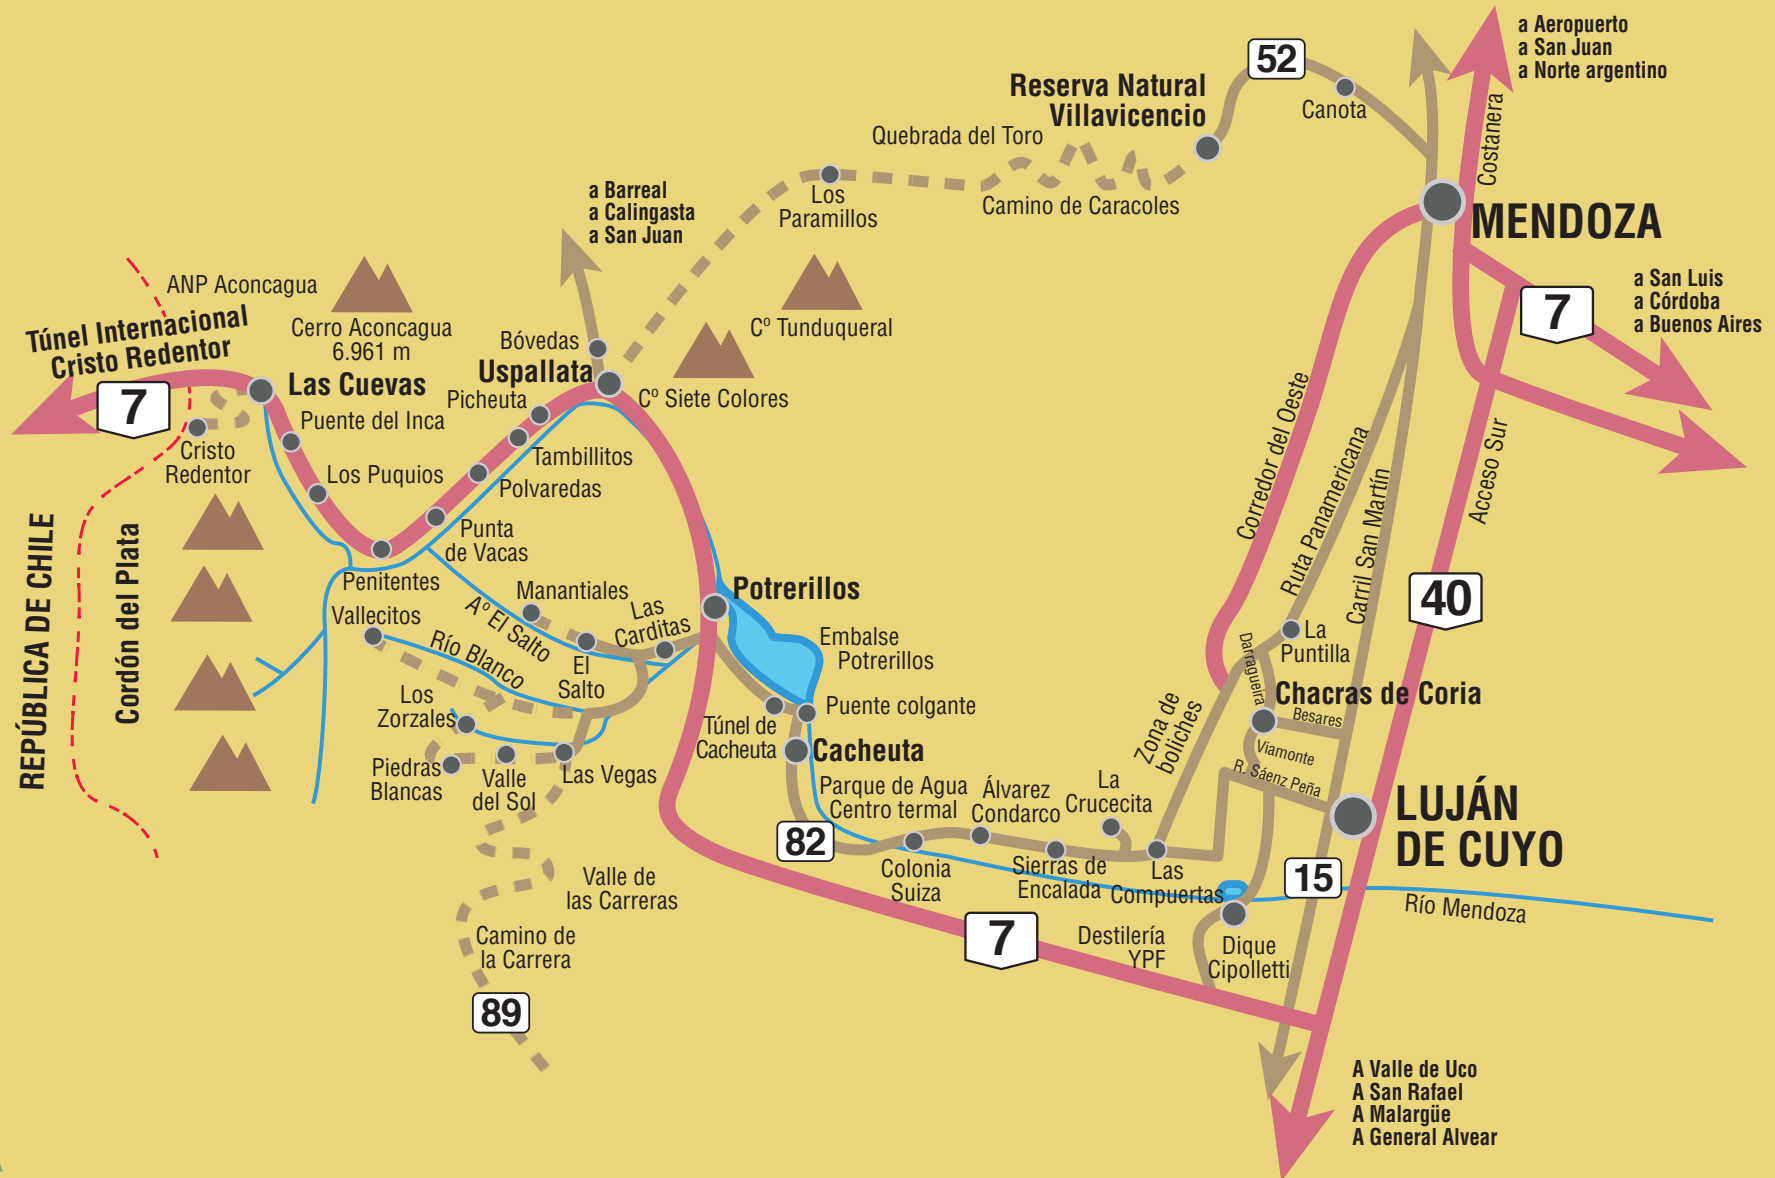 a Aeropuerto
a San Juan
a Norte argentino
52
Reserva Natural
Villavicencio
Canota
Costanera
Quebrada del Toro
Camino de Caracoles
Los
Paramillos
MENDOZA
a Barreal
a Calingasta
a San Juan
a San Luis
a Córdoba
a Buenos Aires
7
ANP Aconcagua
Túnel Internacional
Cristo Redentor
Cerro Aconcagua
6.961 m
Cº Tunduqueral
Bóvedas
Uspallata
Cº Siete Colores
Las Cuevas
7
Picheuta
Puente del Inca
Cristo
Redentor
Los Puquios
Tambillitos
Polvaredas
Punta
de Vacas
Penitentes
Corredor del Oeste
Ruta Panamericana
Carril San Martín
Acceso Sur
REPÚBLICA DE CHILE
Cordón del Plata
Vallecitos
Manantiales
Aº El Salto
Río Blanco
Las
Carditas
El
Salto
Potrerillos
Embalse
Potrerillos
40
La
Puntilla
Darragueira
Chacras de Coria
Besares
Viamonte
R. Sáenz Peña
Zona de
boliches
Los
Zorzales
Piedras
Blancas
Valle
del Sol
Las Vegas
Túnel de
Cacheuta
Puente colgante
Cacheuta
Parque de Agua
Centro termal
Álvarez
Condarco
La
Crucecita
LUJÁN
DE CUYO
82
Colonia
Suiza
Sierras de
Encalada
Las
Compuertas
15
Río Mendoza
Valle de
las Carreras
Camino de
la Carrera
89
7
Destilería
YPF
Dique
Cipolletti
A Valle de Uco
A San Rafael
A Malargüe
A General Alvear